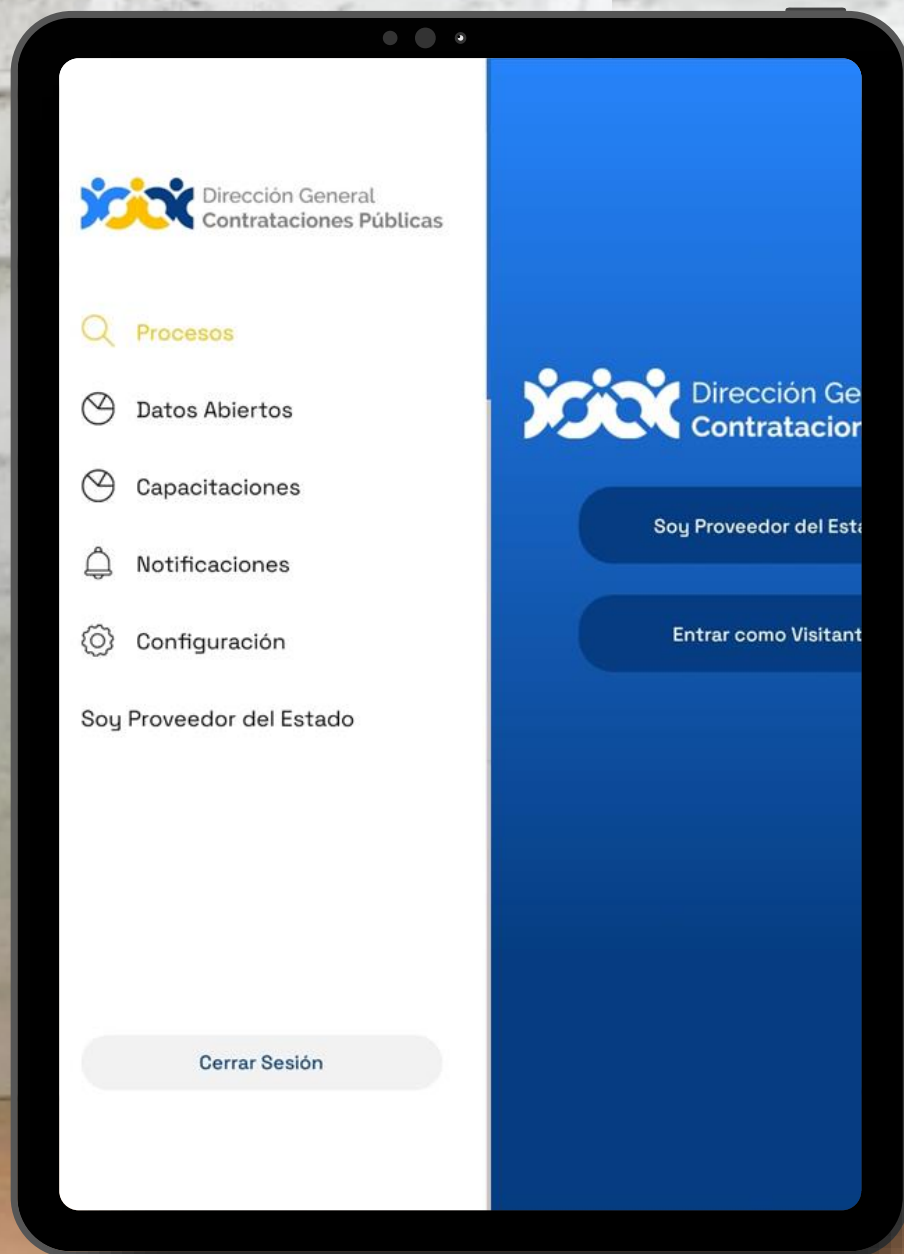 Dirección General
Contrataciones Públicas
Procesos
Datos Abiertos
Capacitaciones
Notificaciones
Configuración
Soy Proveedor del Estado
Cerrar Sesión
Dirección Ge
Contratacion
Soy Proveedor del Esta
Entrar como Visitant